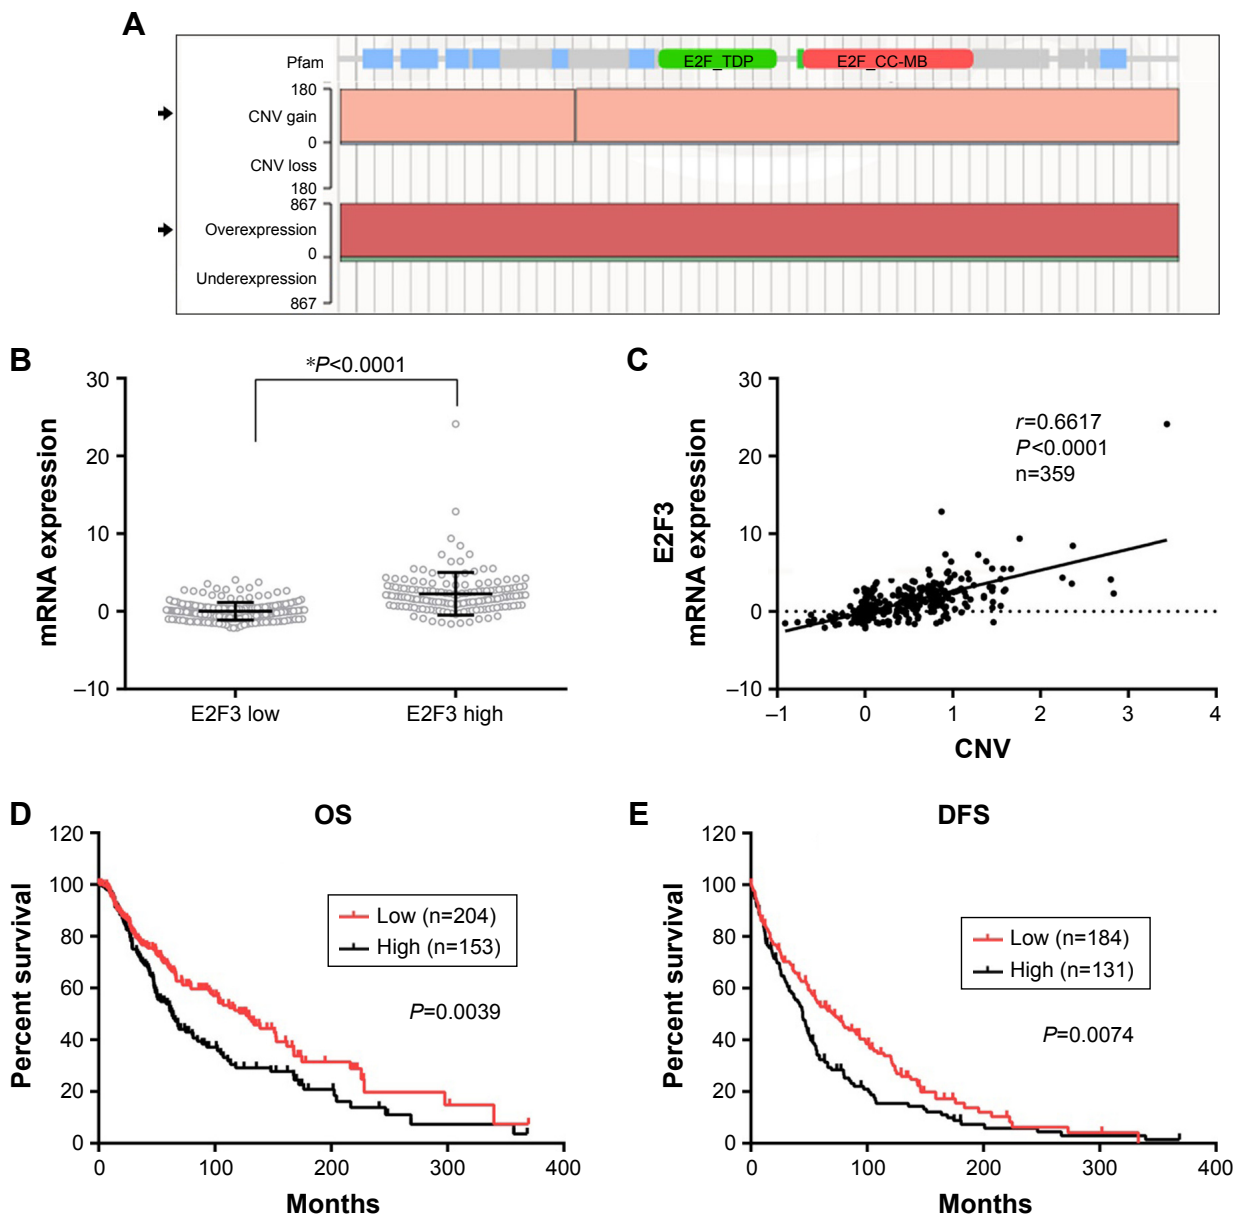 A
Pfam
E2F_TDP
E2F_CC-MB
180
CNV gain
0
CNV loss
180
867
Overexpression
0
Underexpression
867
B
*P<0.0001
30
20
10
0
–10
mRNA expression
E2F3 low
E2F3 high
C
30
20
10
0
–10
E2F3
mRNA expression
r=0.6617
P<0.0001
n=359
–1
0
1
2
3
4
CNV
D
OS
120
100
80
60
40
20
0
Percent survival
Low (n=204)
High (n=153)
P=0.0039
0
100
200
300
400
Months
E
DFS
120
100
80
60
40
20
0
Percent survival
Low (n=184)
High (n=131)
P=0.0074
0
100
200
300
400
Months